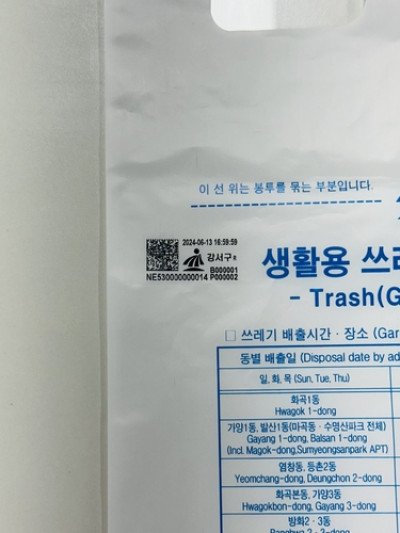 이 선 위는 봉투를 묶는 부분입니다.
2024-06-13 16:59:59
강서구
B000001
NE530000000014 P000002
생활용 쓰레
- Trash(G
□ 쓰레기 배출시간 · 장소 (Gar
동별 배출일 (Disposal date by ad
일, 화, 목 (Sun, Tue, Thu)
화곡1동
Hwagok 1-dong
가양1동, 발산1동(마곡동 · 수명산파크 전체)
Gayang 1-dong, Balsan 1-dong
(Incl. Magok-dong,Sumyeongsanpark APT)
염창동, 등촌2동
Yeomchang-dong, Deungchon 2-dong
화곡본동, 가양3동
Hwagokbon-dong, Gayang 3-dong
방화2 · 3동
Banghwa 2 · 3-dong